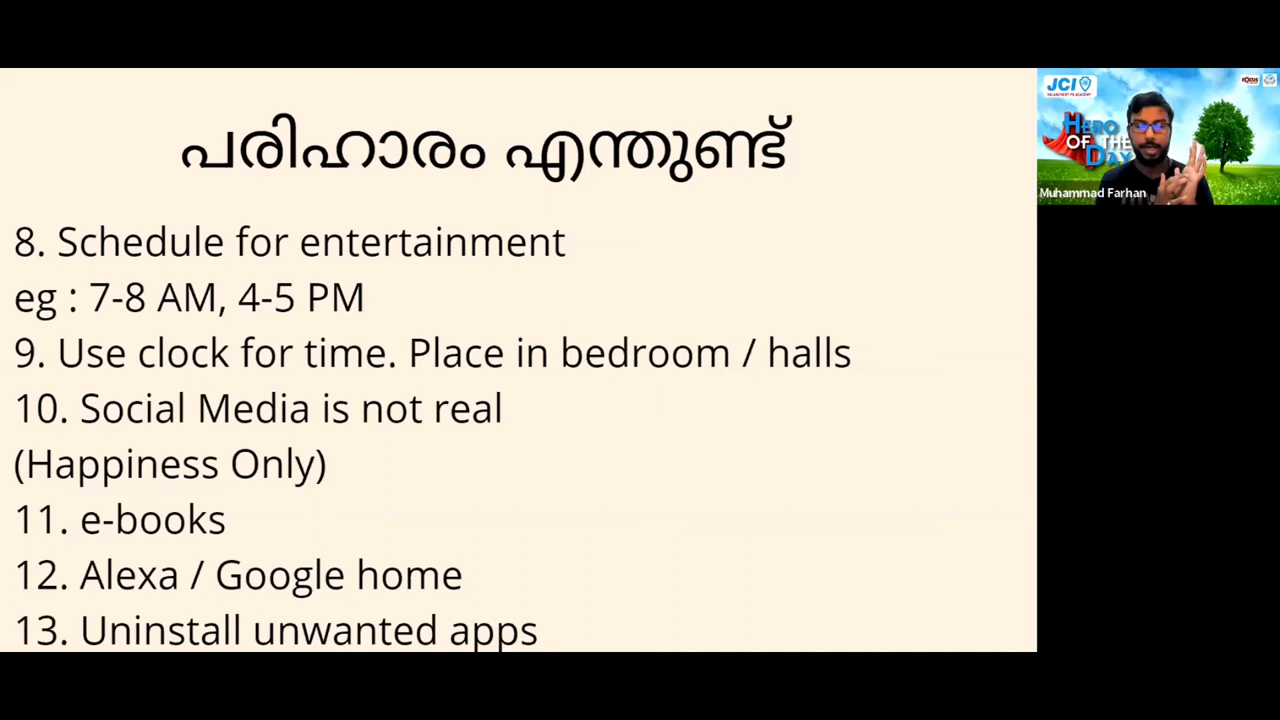 പരിഹാരം എന്തുണ്ട്
8. Schedule for entertainment
eg : 7-8 AM, 4-5 PM
9. Use clock for time. Place in bedroom / halls
10. Social Media is not real
(Happiness Only)
11. e-books
12. Alexa / Google home
13. Uninstall unwanted apps
JCI
FOCUS
HERO
OF THE
DAY
Muhammad Farhan